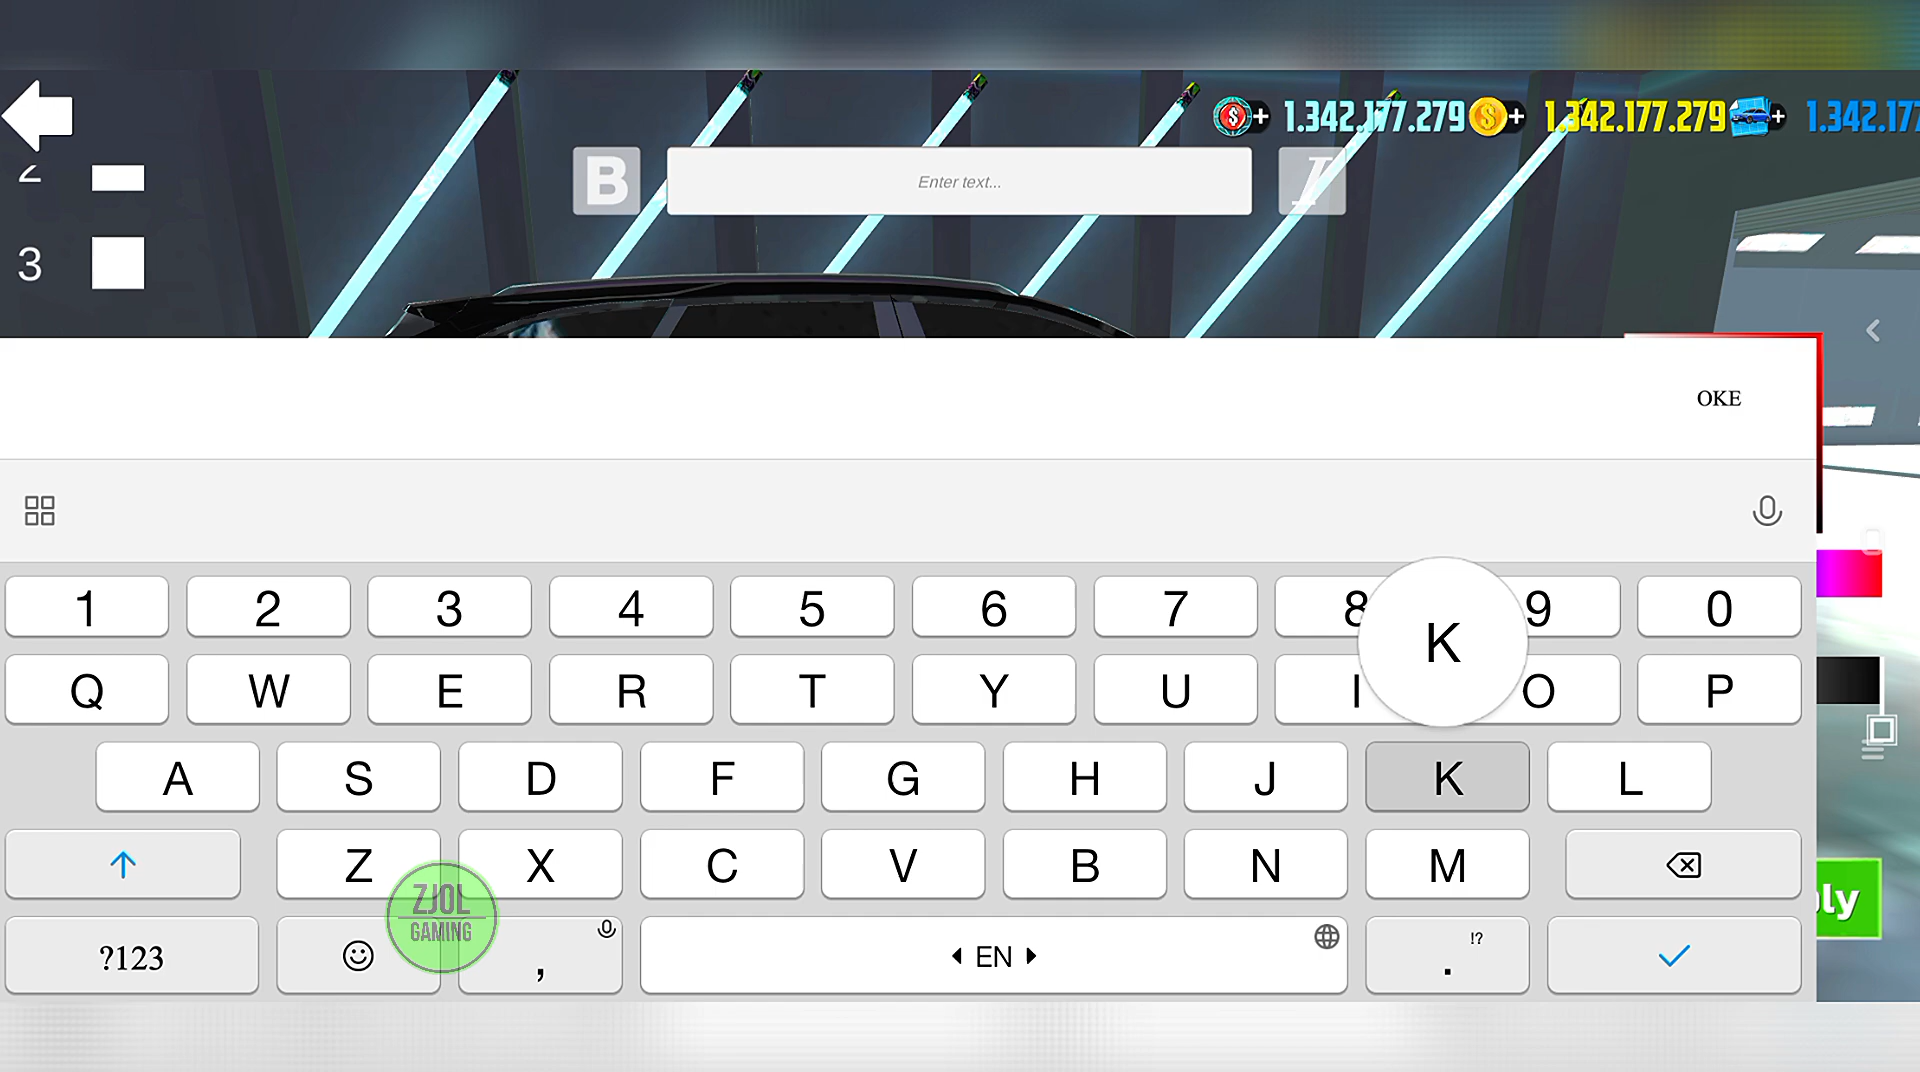 1.342.177.279 1.342.177.279 1.342.177
2
B Enter text... I
3
OKE
1 2 3 4 5 6 7 8 9 0
K
Q W E R T Y U I O P
A S D F G H J K L
Z X C V B N M
ZJOL
GAMING
ly
?123 , EN . !?